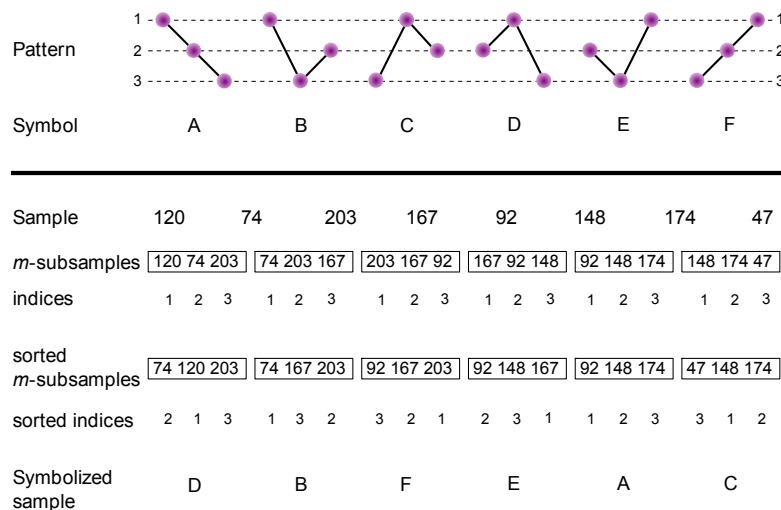 1 1
Pattern 2 2
3 3
Symbol A B C D E F
Sample 120 74 203 167 92 148 174 47
m-subsamples 120 74 203 74 203 167 203 167 92 167 92 148 92 148 174 148 174 47
indices 1 2 3 1 2 3 1 2 3 1 2 3 1 2 3 1 2 3
sorted
m-subsamples 74 120 203 74 167 203 92 167 203 92 148 167 92 148 174 47 148 174
sorted indices 2 1 3 1 3 2 3 2 1 2 3 1 1 2 3 3 1 2
Symbolized
sample D B F E A C